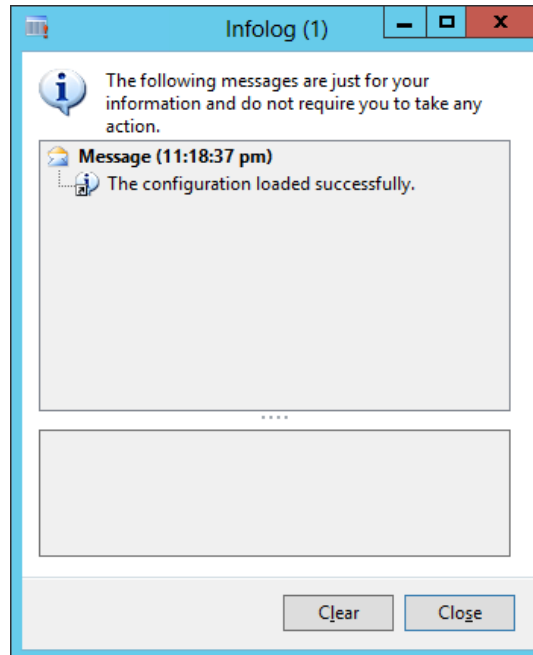 Infolog (1)
The following messages are just for your
information and do not require you to take any
action.
Message (11:18:37 pm)
The configuration loaded successfully.
Clear
Close